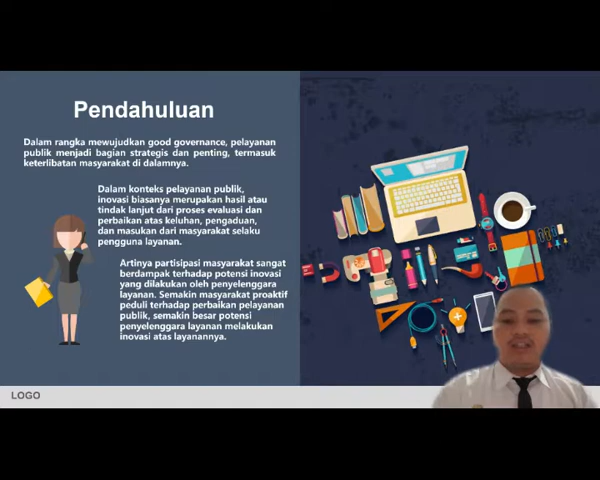 Pendahuluan
Dalam rangka mewujudkan good governance, pelayanan
publik menjadi bagian strategis dan penting, termasuk
keterlibatan masyarakat di dalamnya.
Dalam konteks pelayanan publik,
inovasi biasanya merupakan hasil atau
tindak lanjut dari proses evaluasi dan
perbaikan atas keluhan, pengaduan,
dan masukan dari masyarakat selaku
pengguna layanan.
Artinya partisipasi masyarakat sangat
berdampak terhadap potensi inovasi
yang dilakukan oleh penyelenggara
layanan. Semakin masyarakat proaktif
peduli terhadap perbaikan pelayanan
publik, semakin besar potensi
penyelenggara layanan melakukan
inovasi atas layanannya.
LOGO